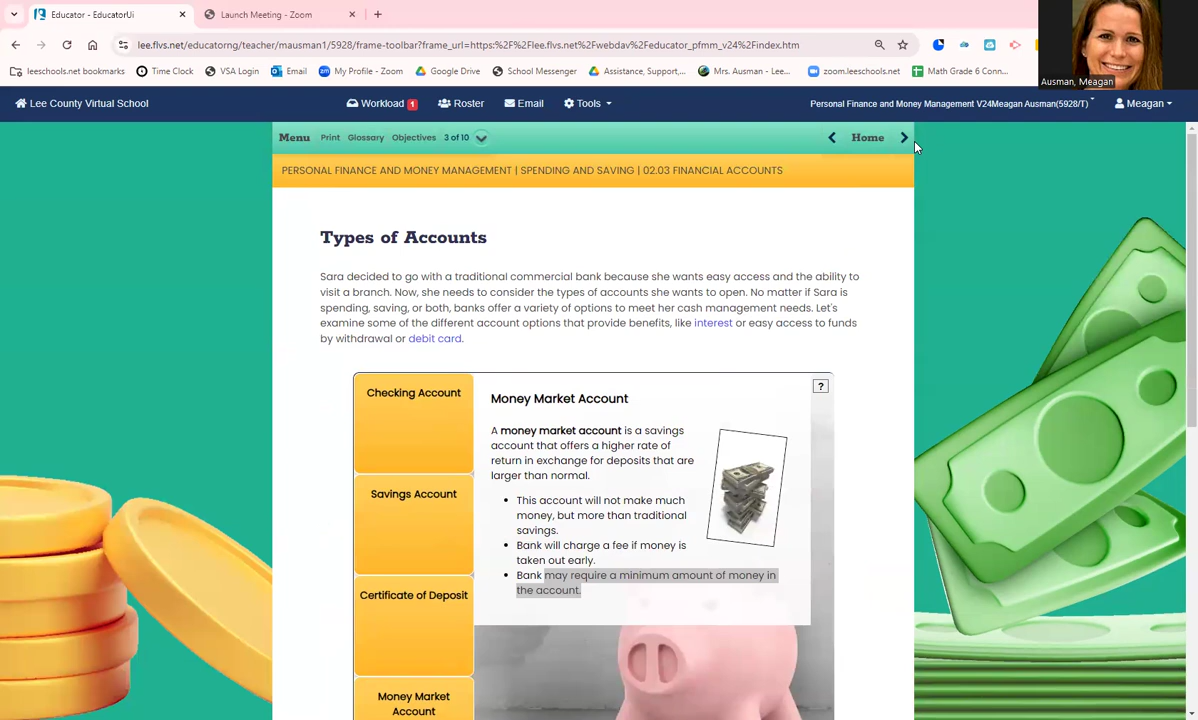 Educator - EducatorUi
Launch Meeting - Zoom
lee.flvs.net/educatorng/teacher/mausman1/5928/frame-toolbar?frame_url=https:%2F%2Flee.flvs.net%2Fwebdav%2Feducator_pfmm_v24%2Findex.htm
leeschools.net bookmarks
Time Clock
VSA Login
Email
My Profile - Zoom
Google Drive
School Messenger
Assistance, Support,...
Mrs. Ausman - Lee...
zoom.leeschools.net
Math Grade 6 Conn...
Ausman, Meagan
Lee County Virtual School
Workload 1
Roster
Email
Tools
Personal Finance and Money Management V24Meagan Ausman(5928/T)
Meagan
Menu
Print
Glossary
Objectives
3 of 10
Home
PERSONAL FINANCE AND MONEY MANAGEMENT | SPENDING AND SAVING | 02.03 FINANCIAL ACCOUNTS
Types of Accounts
Sara decided to go with a traditional commercial bank because she wants easy access and the ability to
visit a branch. Now, she needs to consider the types of accounts she wants to open. No matter if Sara is
spending, saving, or both, banks offer a variety of options to meet her cash management needs. Let's
examine some of the different account options that provide benefits, like interest or easy access to funds
by withdrawal or debit card.
Checking Account
Savings Account
Certificate of Deposit
Money Market
Account
?
Money Market Account
A money market account is a savings
account that offers a higher rate of
return in exchange for deposits that are
larger than normal.
• This account will not make much
money, but more than traditional
savings.
• Bank will charge a fee if money is
taken out early.
• Bank may require a minimum amount of money in
the account.